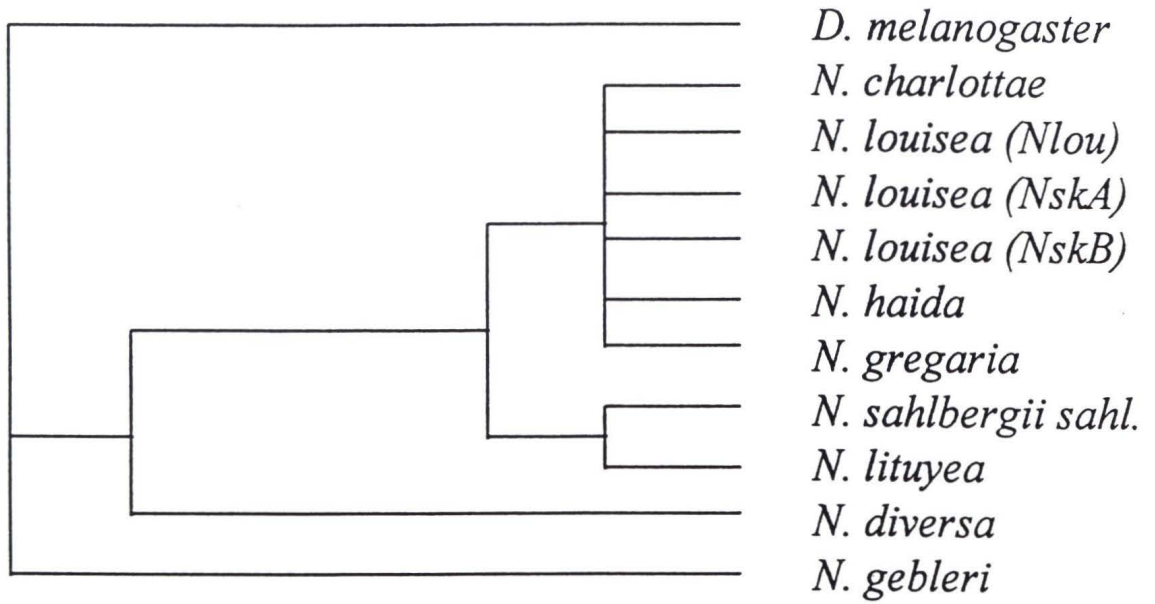 D. melanogaster
N. charlottae
N. louisea (Nlou)
N. louisea (NskA)
N. louisea (NskB)
N. haida
N. gregaria
N. sahlbergii sahl.
N. lituyea
N. diversa
N. gebleri